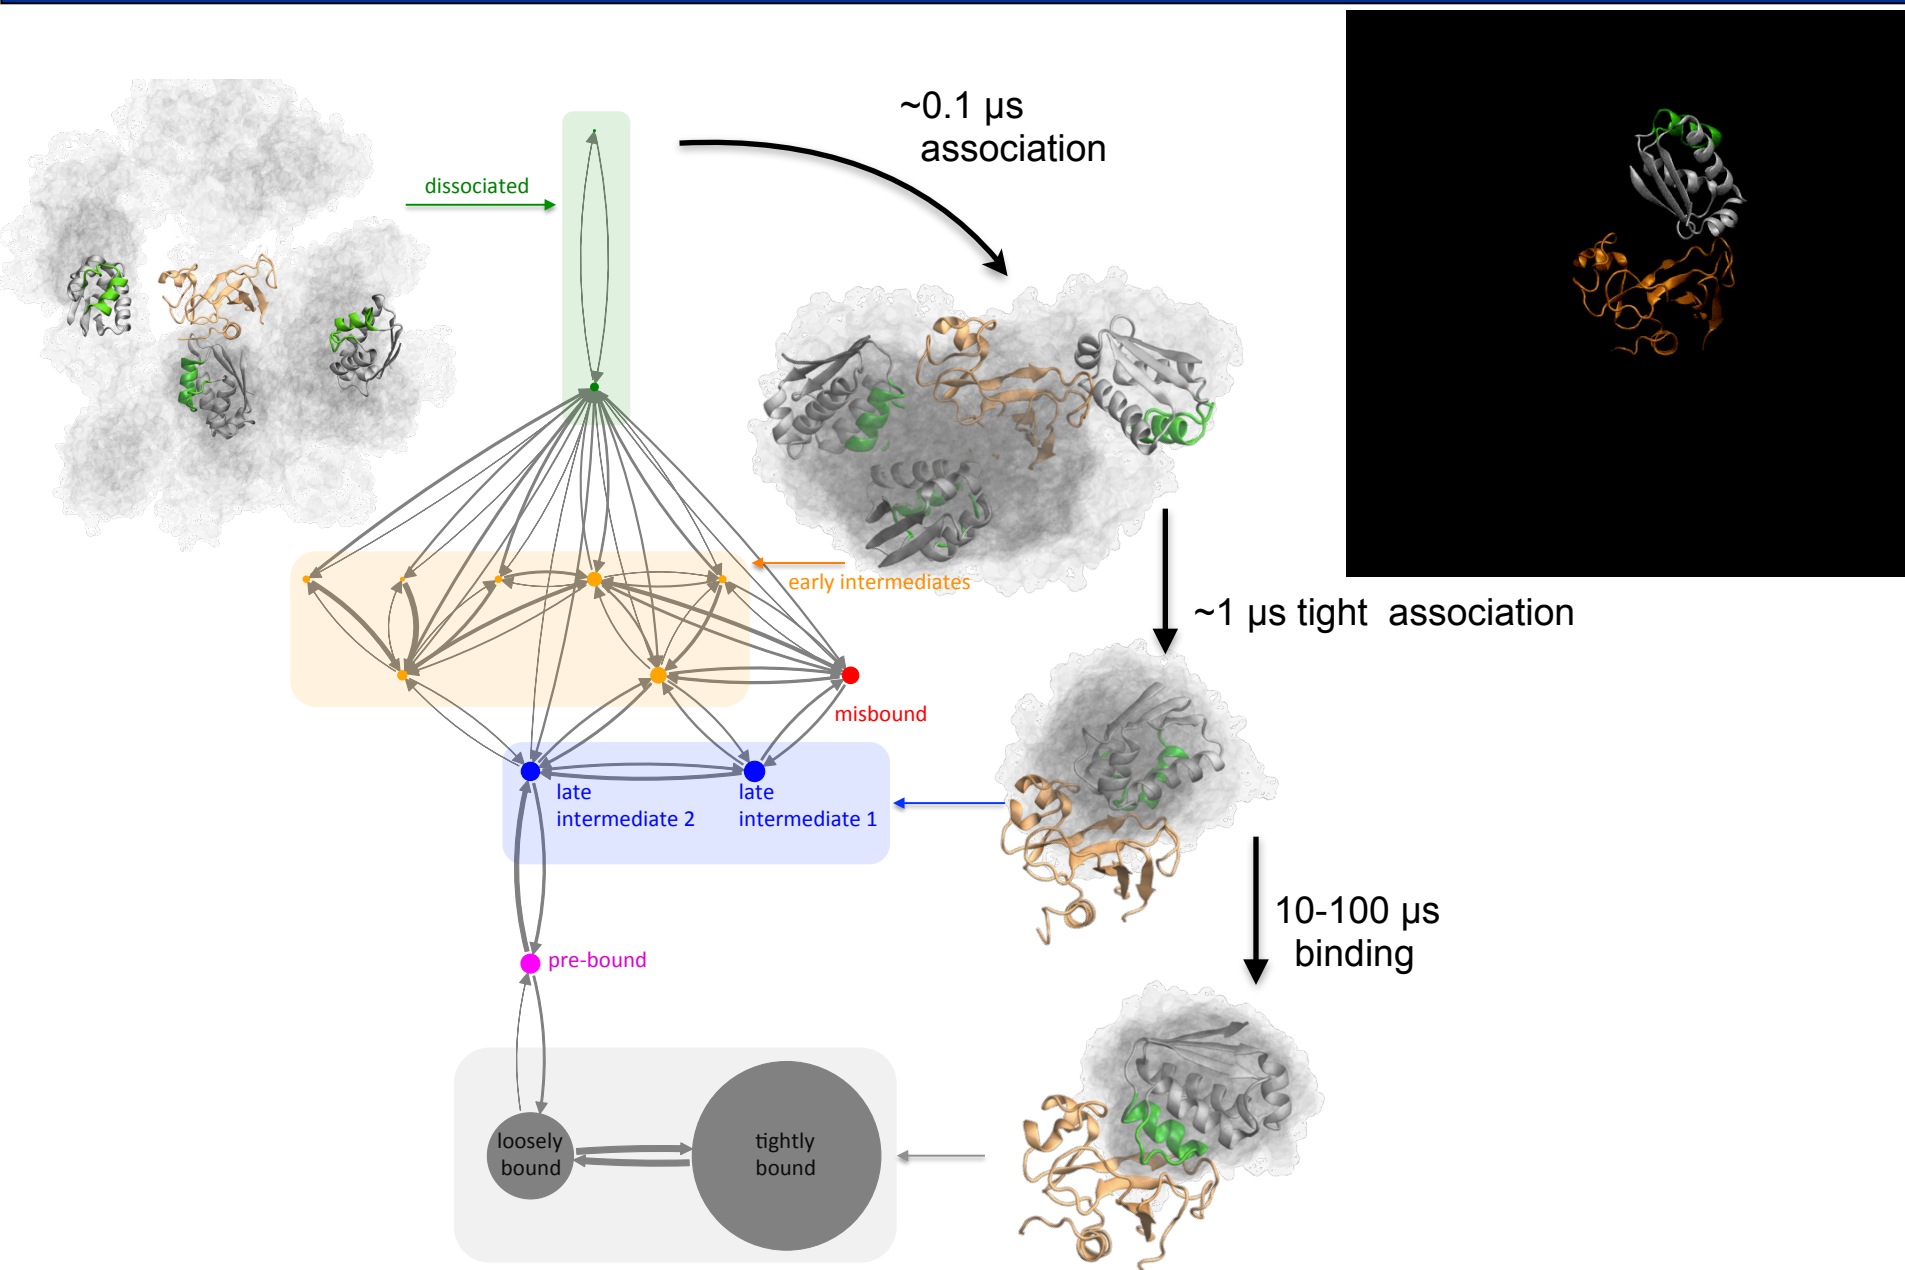 ~0.1 µs
association
dissociated
early intermediates
~1 µs tight  association
misbound
late
intermediate 2
late
intermediate 1
10-100 µs
binding
pre-bound
loosely
bound
tightly
bound